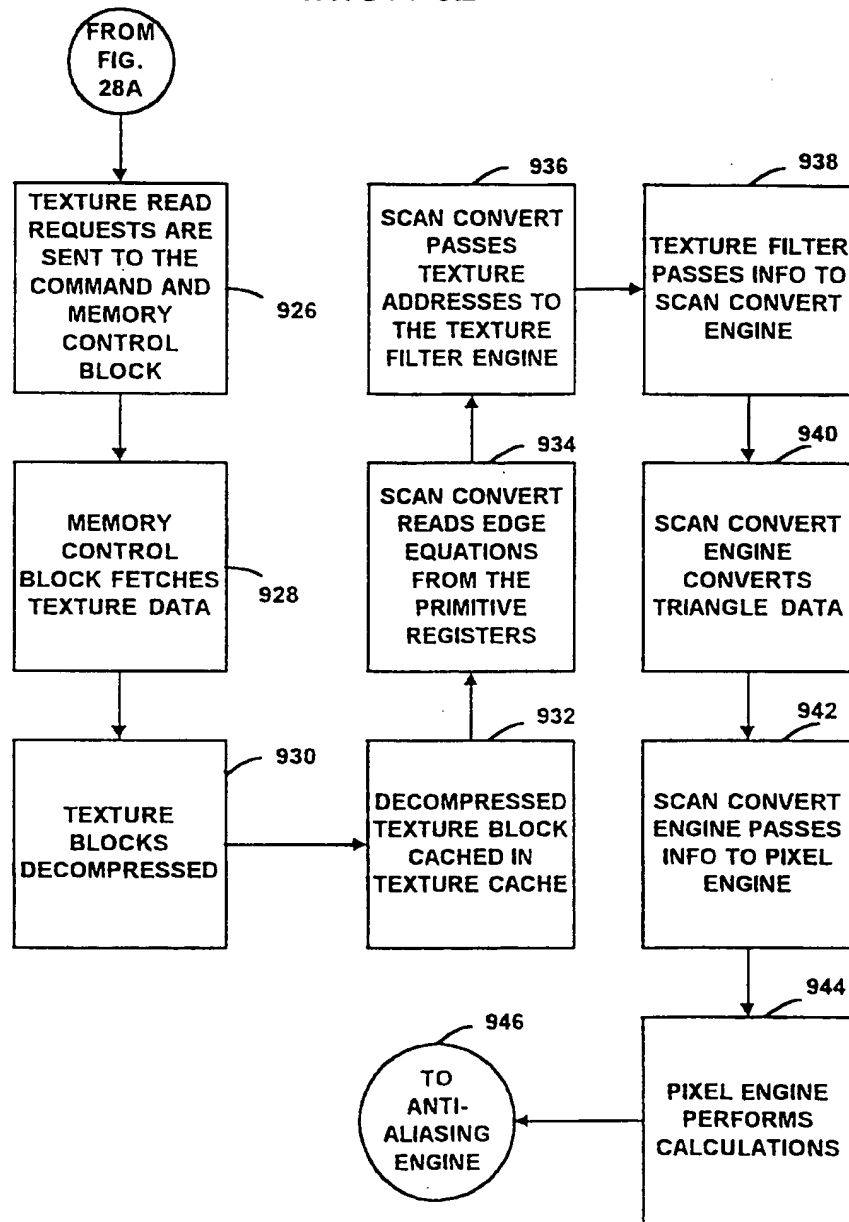 FROM
FIG.
28A
TEXTURE READ
REQUESTS ARE
SENT TO THE
COMMAND AND
MEMORY
CONTROL
BLOCK
926
MEMORY
CONTROL
BLOCK FETCHES
TEXTURE DATA
928
TEXTURE
BLOCKS
DECOMPRESSED
930
DECOMPRESSED
TEXTURE BLOCK
CACHED IN
TEXTURE CACHE
932
SCAN CONVERT
READS EDGE
EQUATIONS
FROM THE
PRIMITIVE
REGISTERS
934
SCAN CONVERT
PASSES
TEXTURE
ADDRESSES TO
THE TEXTURE
FILTER ENGINE
936
TEXTURE FILTER
PASSES INFO TO
SCAN CONVERT
ENGINE
938
SCAN CONVERT
ENGINE
CONVERTS
TRIANGLE DATA
940
SCAN CONVERT
ENGINE PASSES
INFO TO PIXEL
ENGINE
942
PIXEL ENGINE
PERFORMS
CALCULATIONS
944
TO
ANTI-
ALIASING
ENGINE
946